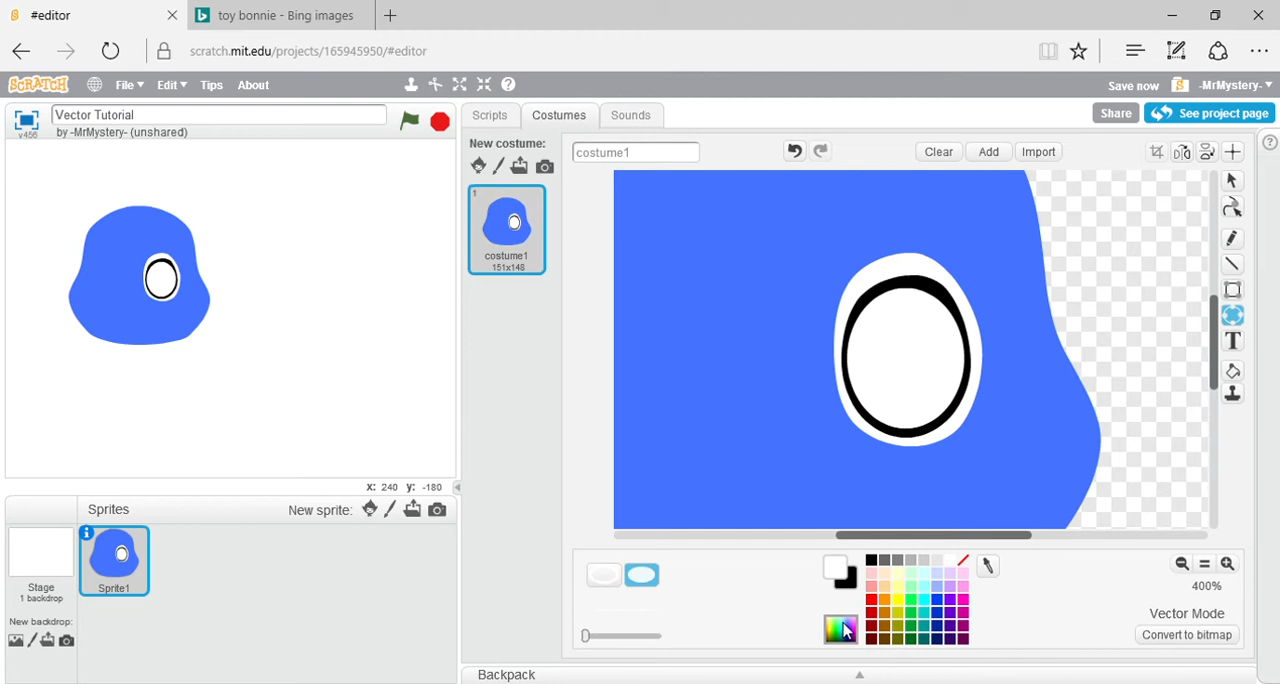 #editor
toy bonnie - Bing images
scratch.mit.edu/projects/165945950/#editor
SCRATCH
File
Edit
Tips
About
Save now
-MrMystery-
Vector Tutorial
by -MrMystery- (unshared)
v456
Scripts
Costumes
Sounds
Share
See project page
New costume:
costume1
Clear
Add
Import
1
costume1
151x148
x: 240 y: -180
Sprites
New sprite:
Stage
1 backdrop
New backdrop:
Sprite1
T
400%
Vector Mode
Convert to bitmap
Backpack